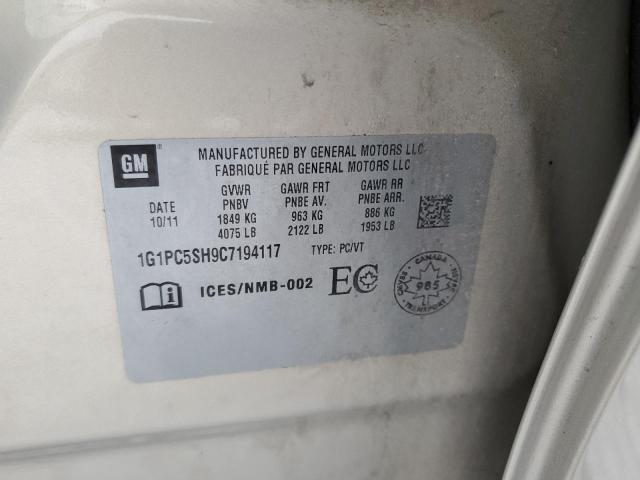 GM
MANUFACTURED BY GENERAL MOTORS LLC
FABRIQUÉ PAR GENERAL MOTORS LLC
GVWR GAWR FRT GAWR RR
DATE PNBV PNBE AV. PNBE ARR.
10/11 1849 KG 963 KG 886 KG
4075 LB 2122 LB 1953 LB
1G1PC5SH9C7194117 TYPE: PC/VT
ICES/NMB-002 EC
CANADA
985
TRANSPORT